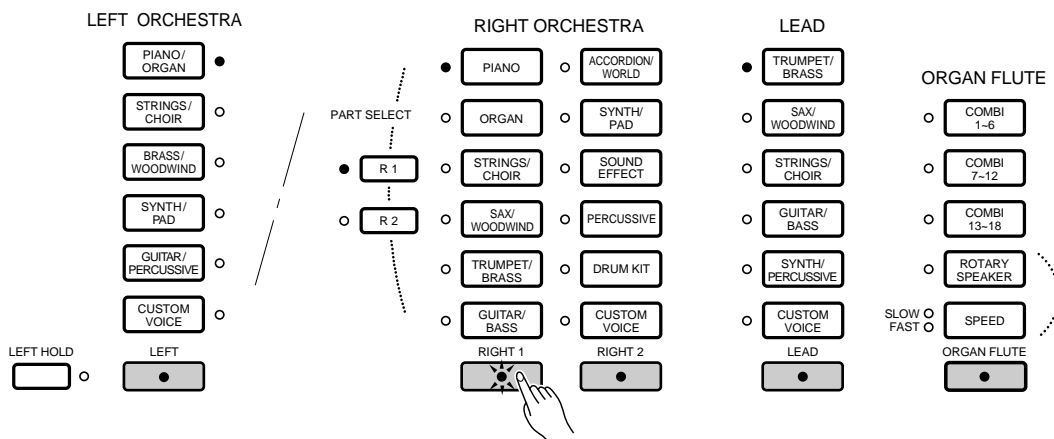 LEFT ORCHESTRA
PIANO/
ORGAN
STRINGS/
CHOIR
BRASS/
WOODWIND
SYNTH/
PAD
GUITAR/
PERCUSSIVE
CUSTOM
VOICE
LEFT HOLD
LEFT
PART SELECT
R 1
R 2
RIGHT ORCHESTRA
PIANO
ORGAN
STRINGS/
CHOIR
SAX/
WOODWIND
TRUMPET/
BRASS
GUITAR/
BASS
RIGHT 1
ACCORDION/
WORLD
SYNTH/
PAD
SOUND
EFFECT
PERCUSSIVE
DRUM KIT
CUSTOM
VOICE
RIGHT 2
LEAD
TRUMPET/
BRASS
SAX/
WOODWIND
STRINGS/
CHOIR
GUITAR/
BASS
SYNTH/
PERCUSSIVE
CUSTOM
VOICE
LEAD
ORGAN FLUTE
COMBI
1~6
COMBI
7~12
COMBI
13~18
ROTARY
SPEAKER
SLOW
FAST
SPEED
ORGAN FLUTE